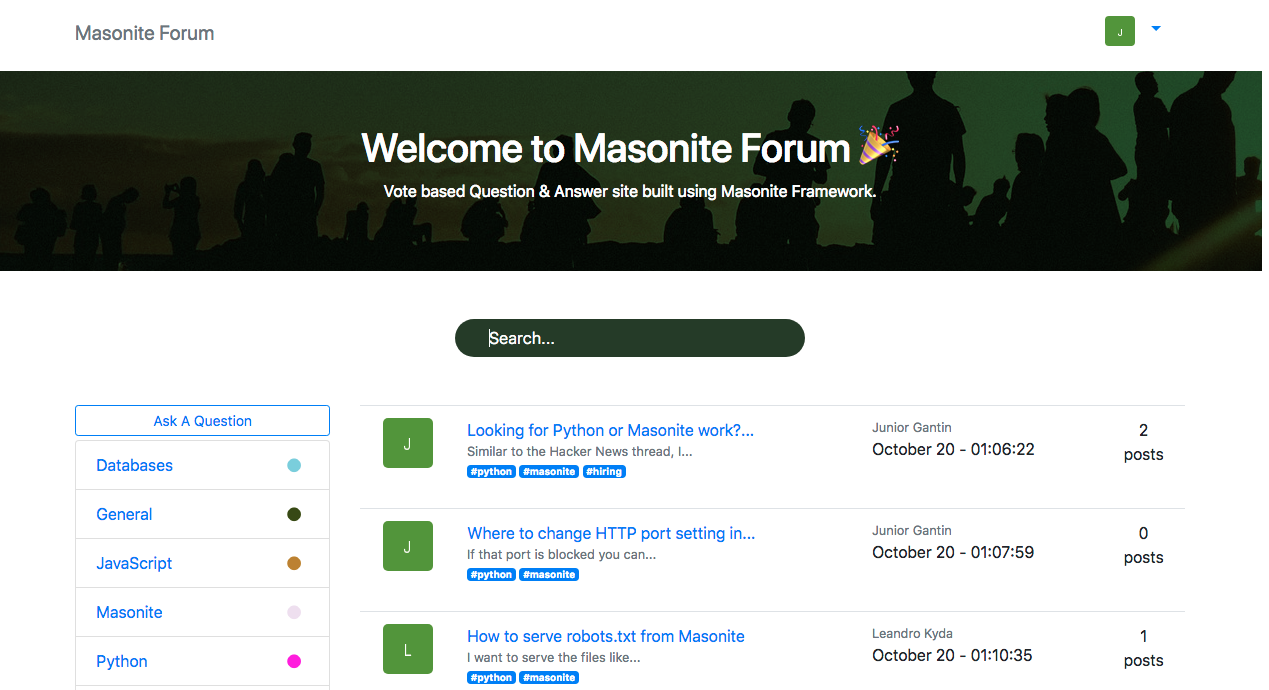 Masonite Forum
J
Welcome to Masonite Forum 🎉
Vote based Question & Answer site built using Masonite Framework.
Search...
Ask A Question
Databases
General
JavaScript
Masonite
Python
J
Looking for Python or Masonite work?...
Similar to the Hacker News thread, I...
#python #masonite #hiring
Junior Gantin
October 20 - 01:06:22
2
posts
J
Where to change HTTP port setting in...
If that port is blocked you can...
#python #masonite
Junior Gantin
October 20 - 01:07:59
0
posts
L
How to serve robots.txt from Masonite
I want to serve the files like...
#python #masonite
Leandro Kyda
October 20 - 01:10:35
1
posts